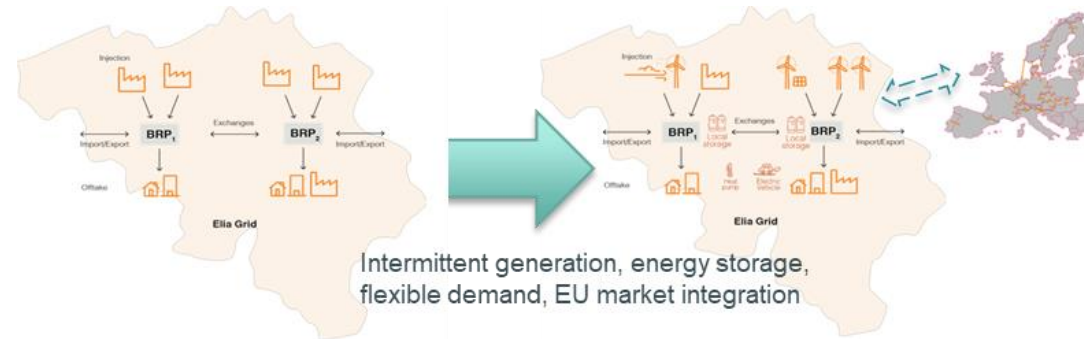 Injection
BRP1
Exchanges
BRP2
Import/Export
Import/Export
Offtake
Elia Grid
Injection
BRP1
Local
storage
Exchanges
Local
storage
BRP2
Import/Export
Import/Export
Offtake
Heat
pump
Electric
Vehicle
Elia Grid
Intermittent generation, energy storage,
flexible demand, EU market integration